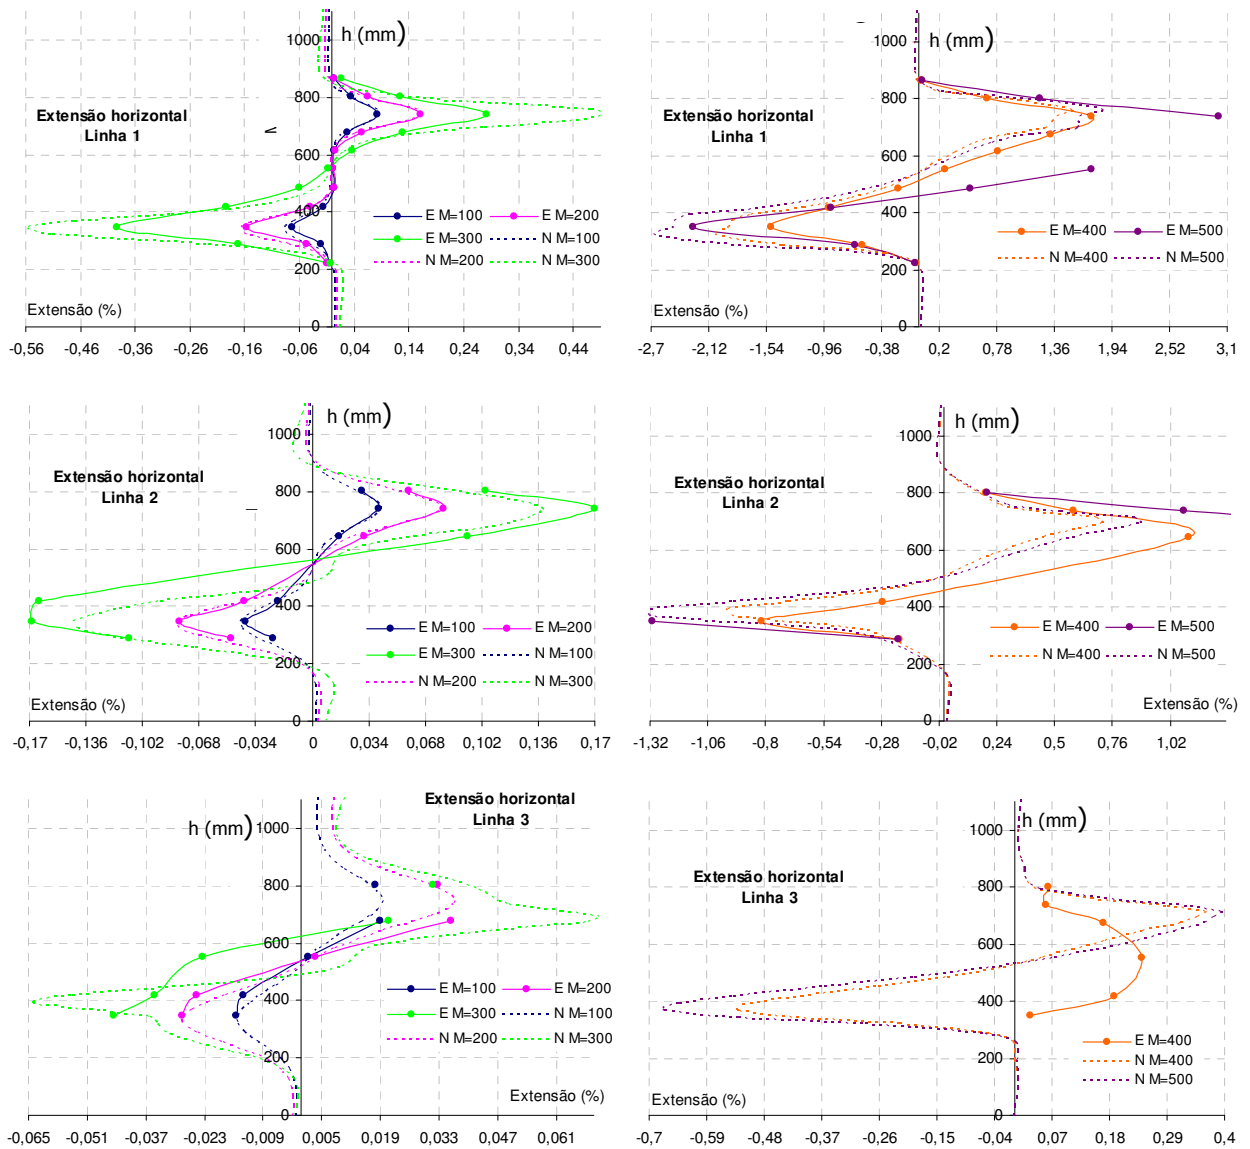 h (mm)
1000
800
600
400
200
0
Extensão horizontal
Linha 1
E M=100
E M=200
E M=300
N M=100
N M=200
N M=300
Extensão (%)
-0,56 -0,46 -0,36 -0,26 -0,16 -0,06 0,04 0,14 0,24 0,34 0,44
h (mm)
1000
800
600
400
200
0
Extensão horizontal
Linha 1
E M=400
E M=500
N M=400
N M=500
Extensão (%)
-2,7 -2,12 -1,54 -0,96 -0,38 0,2 0,78 1,36 1,94 2,52 3,1
h (mm)
1000
800
600
400
200
0
Extensão horizontal
Linha 2
E M=100
E M=200
E M=300
N M=100
N M=200
N M=300
Extensão (%)
-0,17 -0,136 -0,102 -0,068 -0,034 0 0,034 0,068 0,102 0,136 0,17
h (mm)
1000
800
600
400
200
0
Extensão horizontal
Linha 2
E M=400
E M=500
N M=400
N M=500
Extensão (%)
-1,32 -1,06 -0,8 -0,54 -0,28 -0,02 0,24 0,5 0,76 1,02
Extensão horizontal
Linha 3
h (mm)
1000
800
600
400
200
0
E M=100
E M=200
E M=300
N M=100
N M=200
N M=300
Extensão (%)
-0,065 -0,051 -0,037 -0,023 -0,009 0,005 0,019 0,033 0,047 0,061
h (mm)
1000
800
600
400
200
0
Extensão horizontal
Linha 3
E M=400
N M=400
N M=500
Extensão (%)
-0,7 -0,59 -0,48 -0,37 -0,26 -0,15 -0,04 0,07 0,18 0,29 0,4